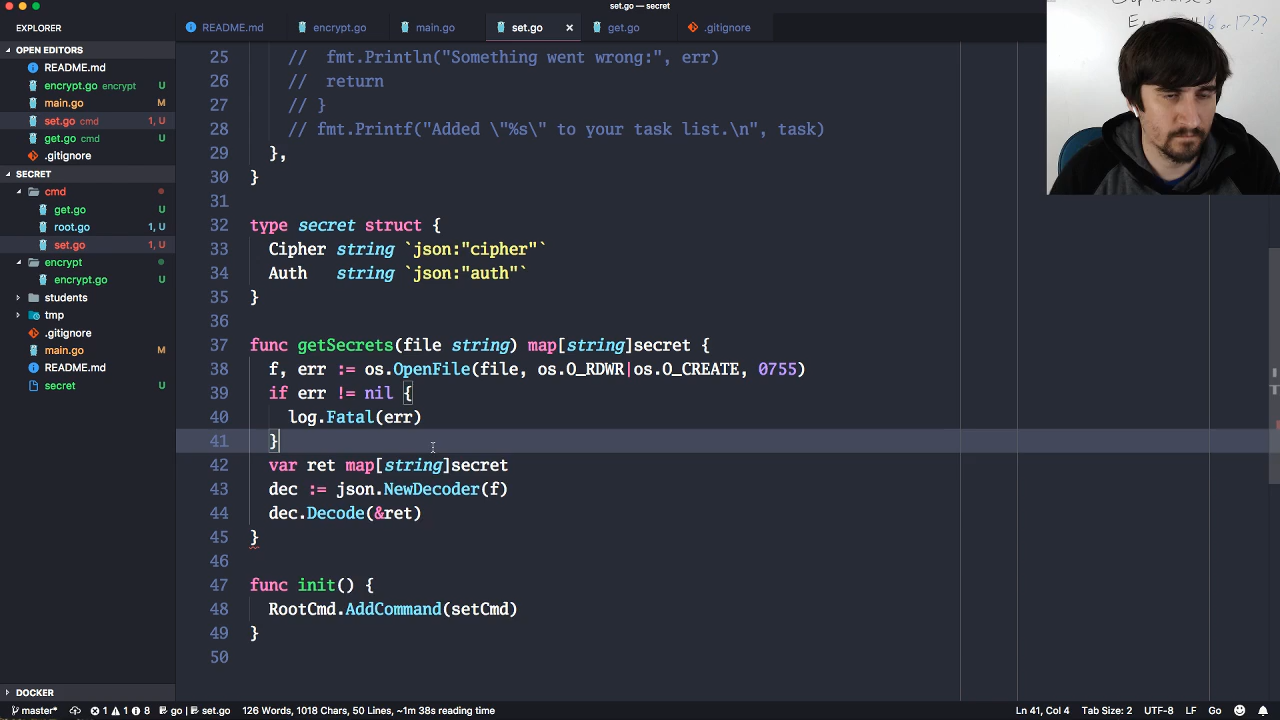 set.go — secret
EXPLORER
README.md
encrypt.go
main.go
set.go
get.go
.gitignore
OPEN EDITORS
README.md
encrypt.go encrypt U
main.go M
set.go cmd 1, U
get.go cmd U
.gitignore
SECRET
cmd
get.go U
root.go 1, U
set.go 1, U
encrypt
encrypt.go U
students
tmp
.gitignore
main.go M
README.md
secret U
DOCKER
25 // fmt.Println("Something went wrong:", err)
26 // return
27 // }
28 // fmt.Printf("Added \"%s\" to your task list.\n", task)
29 },
30 }
31
32 type secret struct {
33 Cipher string `json:"cipher"`
34 Auth string `json:"auth"`
35 }
36
37 func getSecrets(file string) map[string]secret {
38 f, err := os.OpenFile(file, os.O_RDWR|os.O_CREATE, 0755)
39 if err != nil {
40 log.Fatal(err)
41 }
42 var ret map[string]secret
43 dec := json.NewDecoder(f)
44 dec.Decode(&ret)
45 }
46
47 func init() {
48 RootCmd.AddCommand(setCmd)
49 }
50
master* 1 1 8 go set.go 126 Words, 1018 Chars, 50 Lines, ~1m 38s reading time Ln 41, Col 4 Tab Size: 2 UTF-8 LF Go